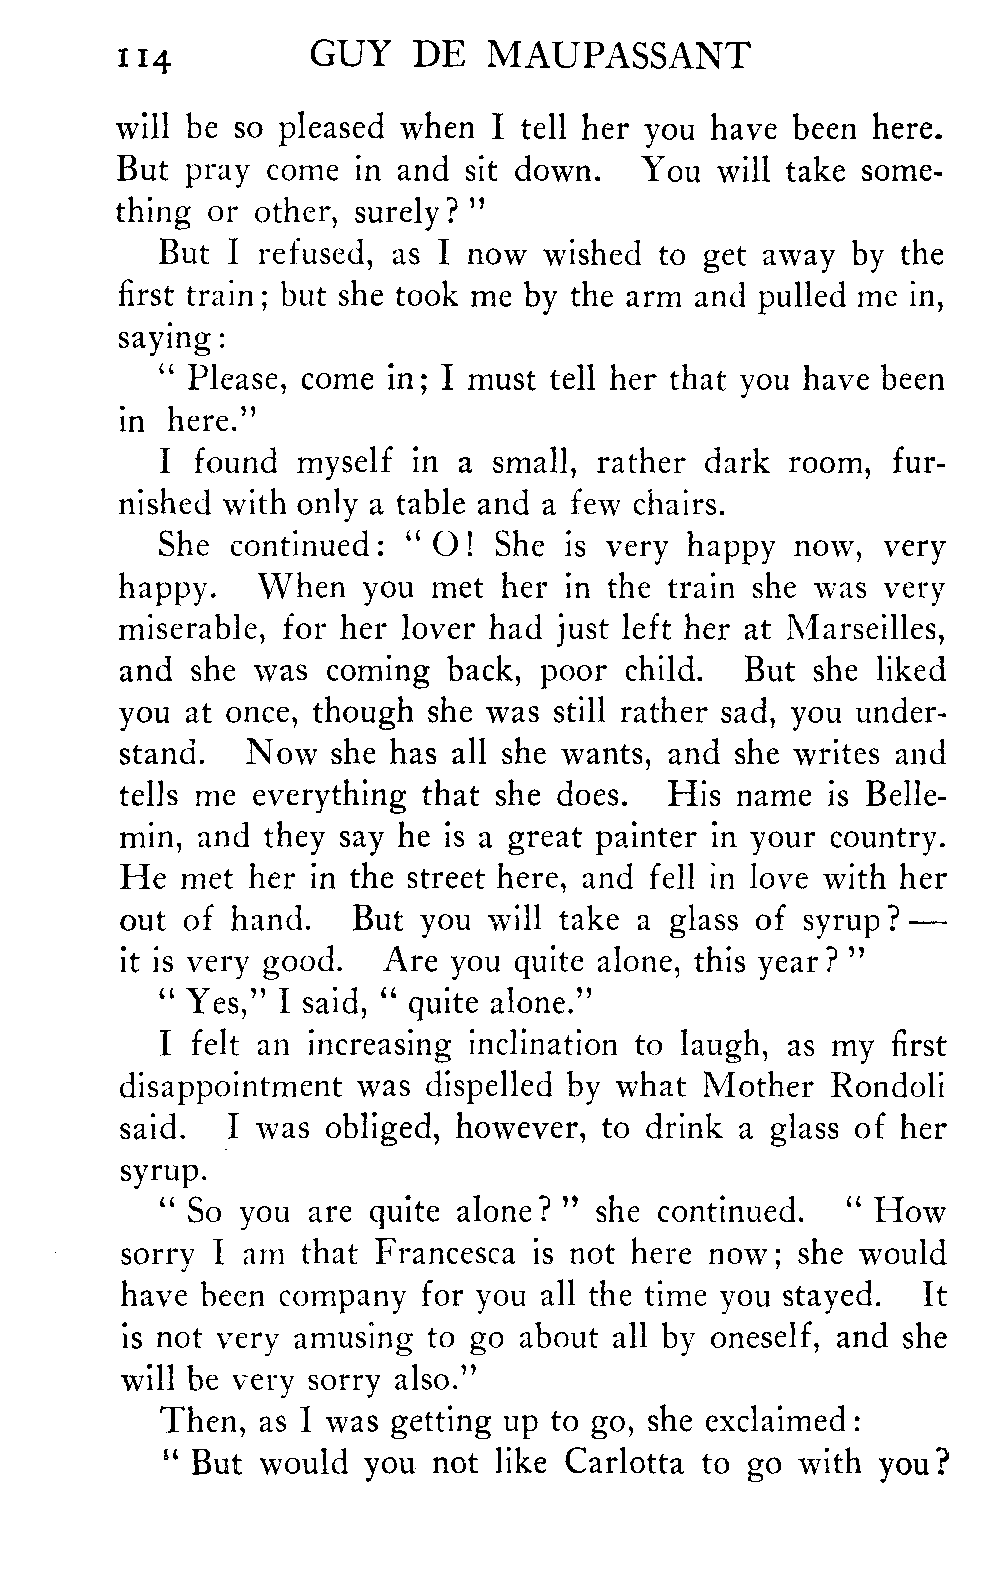 114 GUY DE MAUPASSANT
will be so pleased when I tell her you have been here.
But pray come in and sit down. You will take some-
thing or other, surely?"
But I refused, as I now wished to get away by the
first train; but she took me by the arm and pulled me in,
saying:
"Please, come in; I must tell her that you have been
in here."
I found myself in a small, rather dark room, fur-
nished with only a table and a few chairs.
She continued: "O! She is very happy now, very
happy. When you met her in the train she was very
miserable, for her lover had just left her at Marseilles,
and she was coming back, poor child. But she liked
you at once, though she was still rather sad, you under-
stand. Now she has all she wants, and she writes and
tells me everything that she does. His name is Belle-
min, and they say he is a great painter in your country.
He met her in the street here, and fell in love with her
out of hand. But you will take a glass of syrup?—
it is very good. Are you quite alone, this year?"
"Yes," I said, "quite alone."
I felt an increasing inclination to laugh, as my first
disappointment was dispelled by what Mother Rondoli
said. I was obliged, however, to drink a glass of her
syrup.
"So you are quite alone?" she continued. "How
sorry I am that Francesca is not here now; she would
have been company for you all the time you stayed. It
is not very amusing to go about all by oneself, and she
will be very sorry also."
Then, as I was getting up to go, she exclaimed:
"But would you not like Carlotta to go with you?